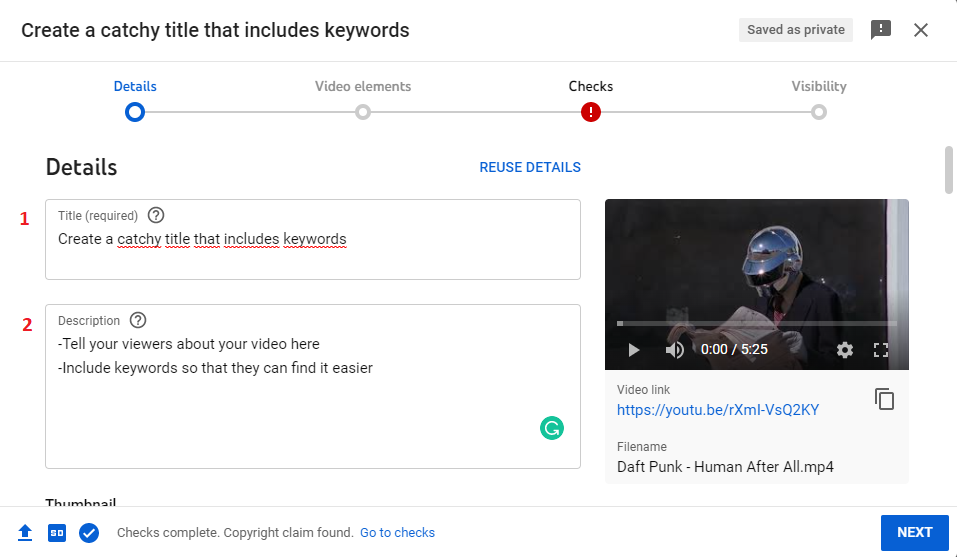 Create a catchy title that includes keywords
Saved as private
Details
Video elements
Checks
Visibility
Details
REUSE DETAILS
1
Title (required)
Create a catchy title that includes keywords
2
Description
-Tell your viewers about your video here
-Include keywords so that they can find it easier
0:00 / 5:25
Video link
https://youtu.be/rXmI-VsQ2KY
Filename
Daft Punk - Human After All.mp4
Thumbnail
SD
Checks complete. Copyright claim found. Go to checks
NEXT